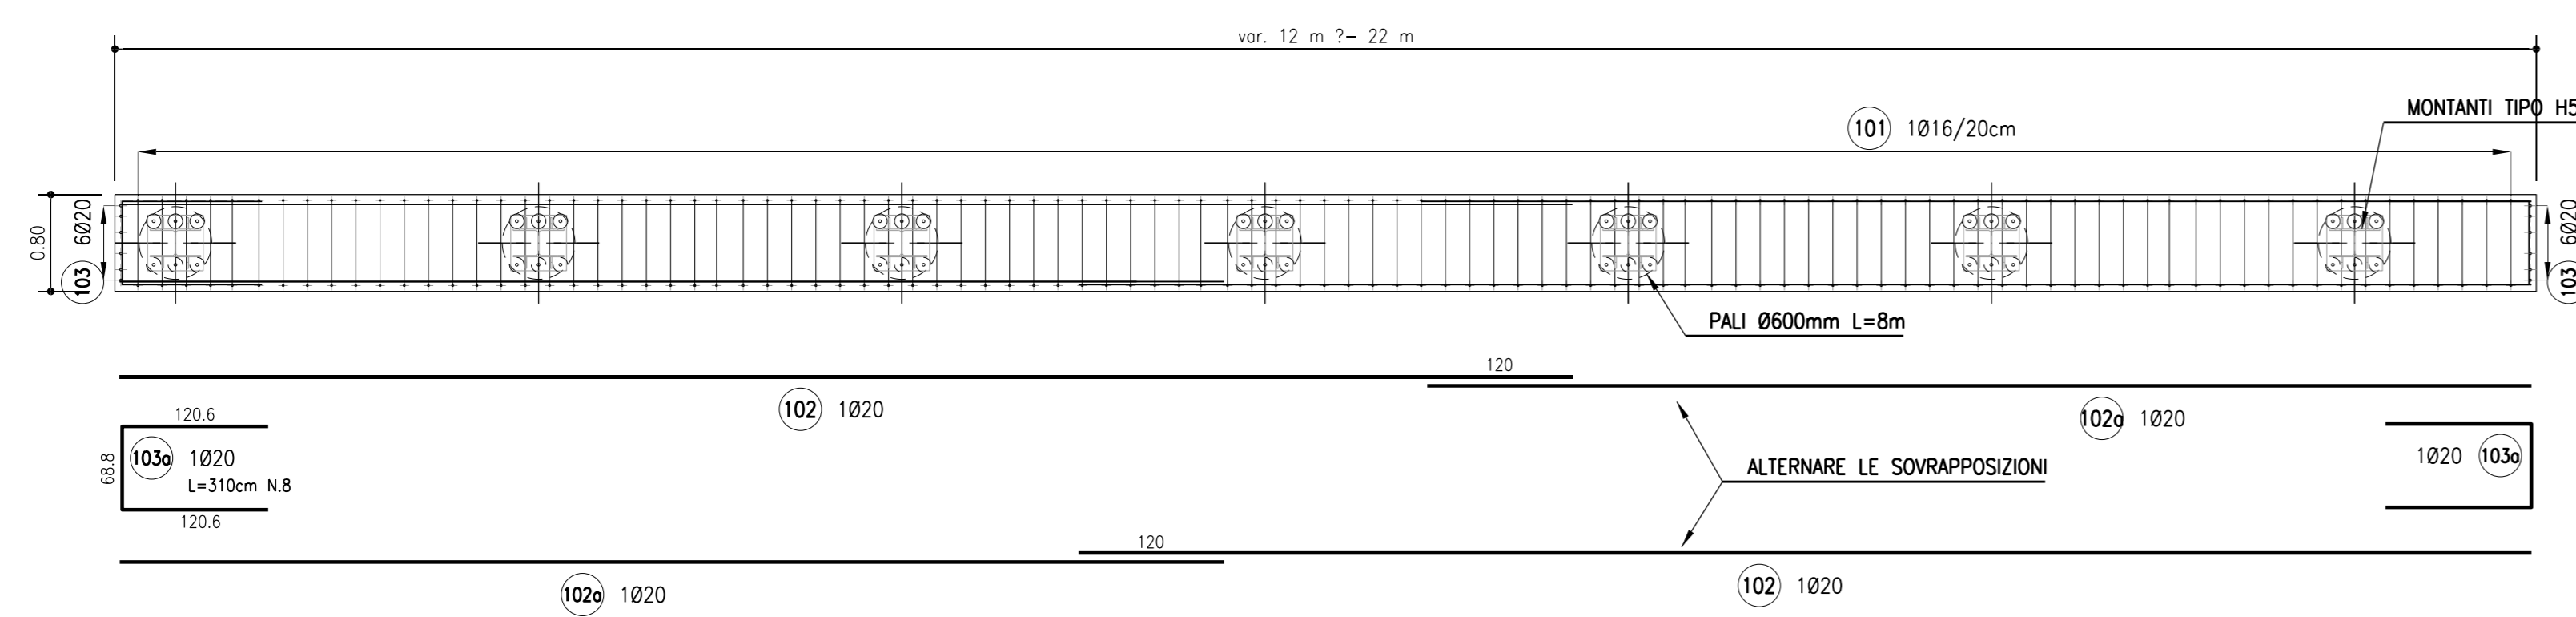 var. 12 m ?- 22 m
MONTANTI TIPO H5
101 1Ø16/20cm
0.80
103 6Ø20
103 6Ø20
PALI Ø600mm L=8m
120
102 1Ø20
102a 1Ø20
120.6
68.8
103a 1Ø20
L=310cm N.8
120.6
ALTERNARE LE SOVRAPPOSIZIONI
1Ø20 103a
120
102a 1Ø20
102 1Ø20